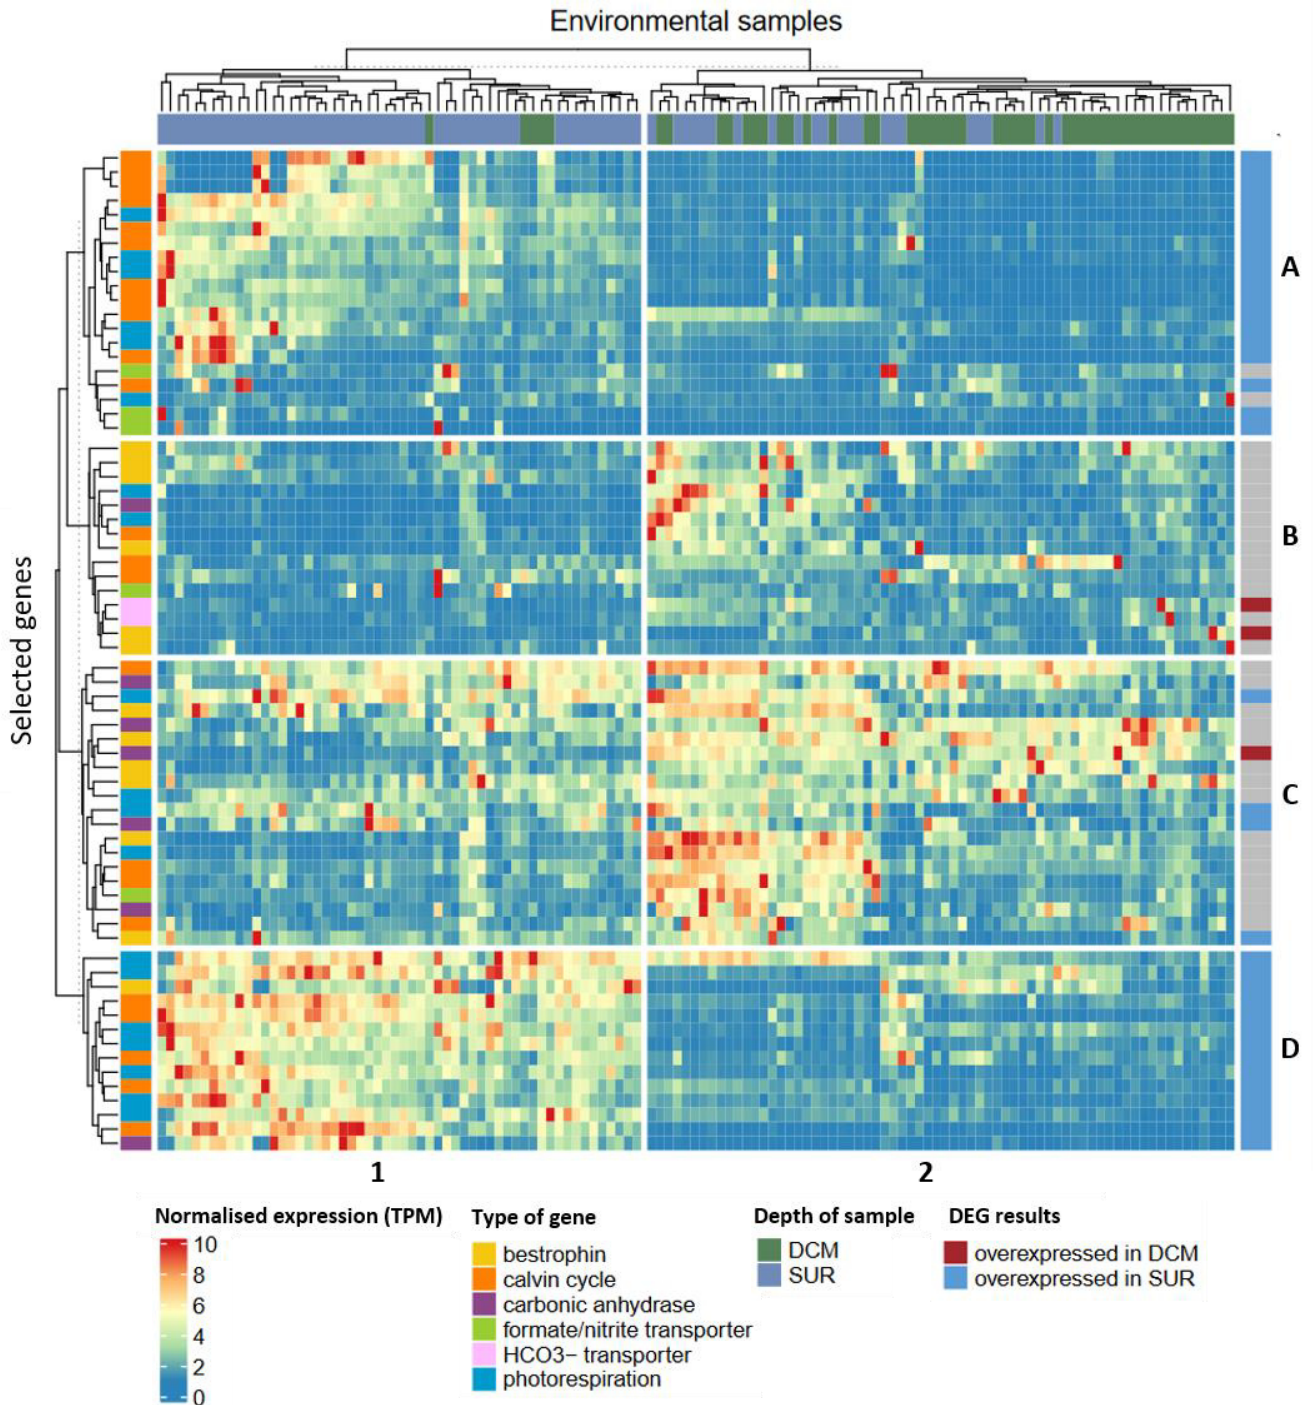 Environmental samples
Selected genes
A
B
C
D
1
2
Normalised expression (TPM)
10
8
6
4
2
0
Type of gene
bestrophin
calvin cycle
carbonic anhydrase
formate/nitrite transporter
HCO3− transporter
photorespiration
Depth of sample
DCM
SUR
DEG results
overexpressed in DCM
overexpressed in SUR